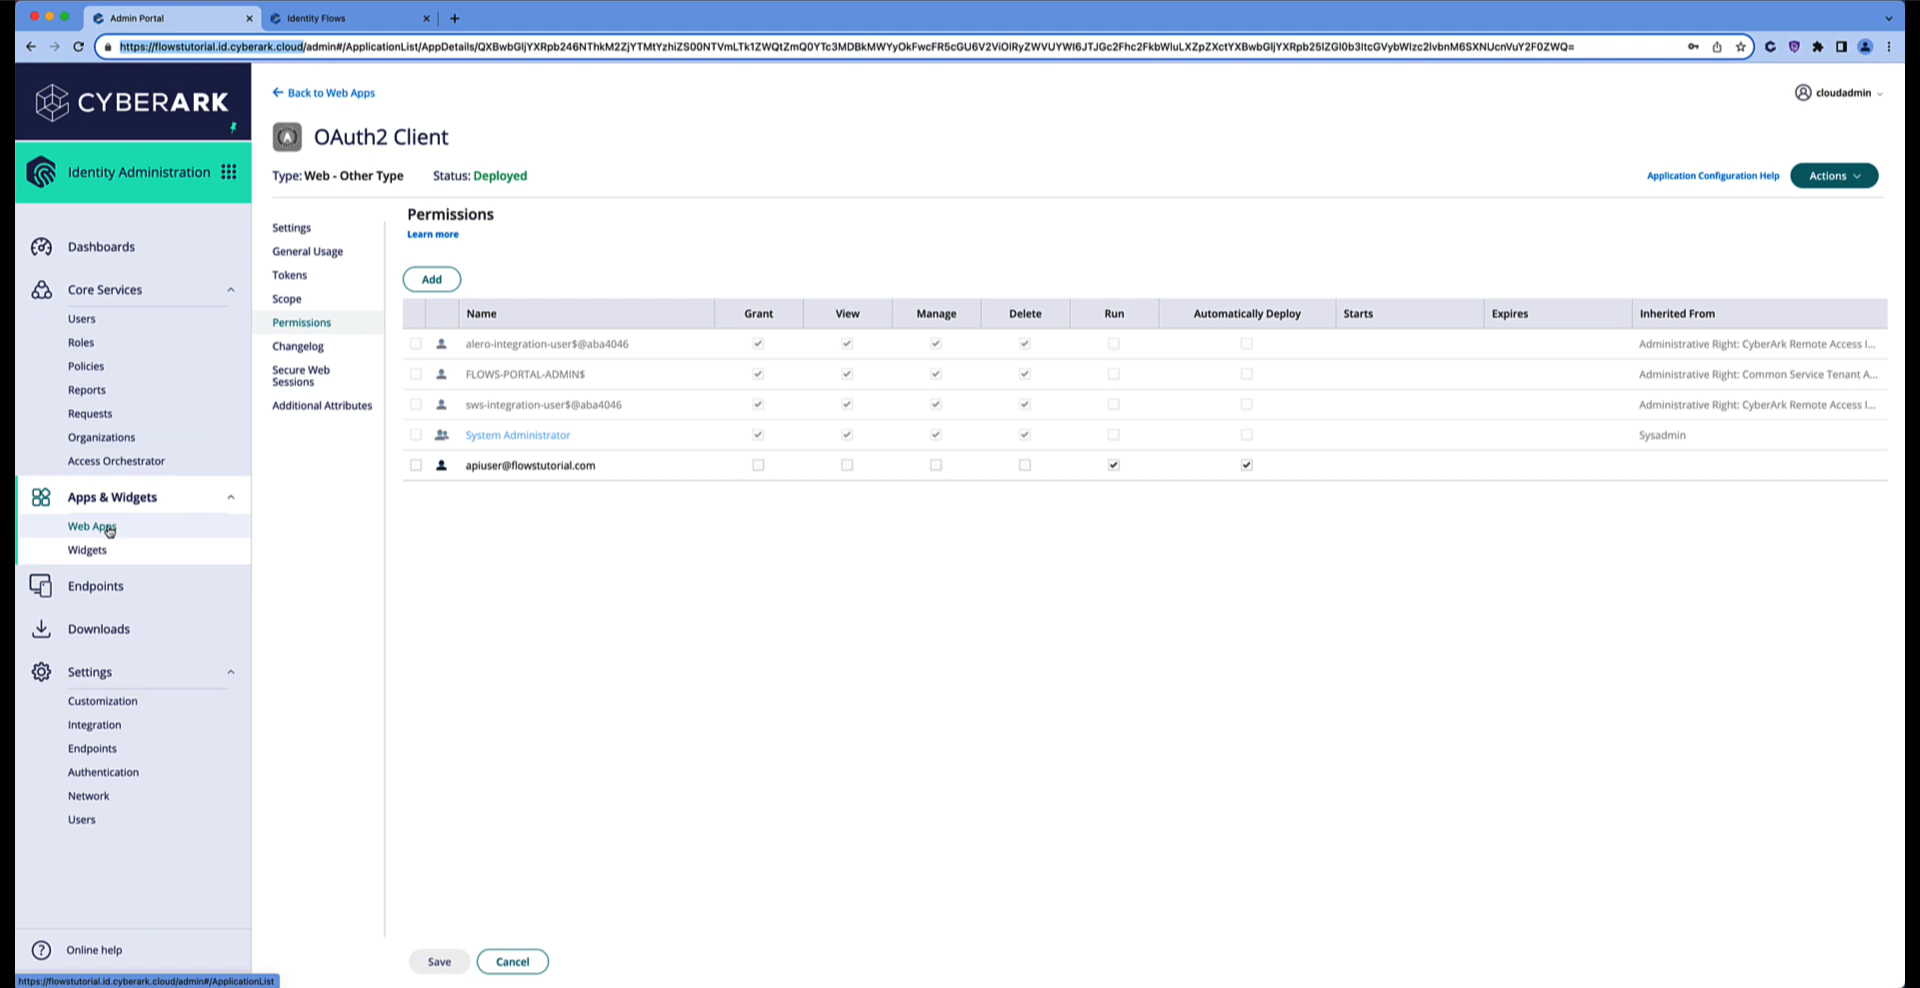 Admin Portal
Identity Flows
https://flowstutorial.id.cyberark.cloud/admin#/ApplicationList/AppDetails/
CYBERARK
Identity Administration
Dashboards
Core Services
Users
Roles
Policies
Reports
Requests
Organizations
Access Orchestrator
Apps & Widgets
Web Apps
Widgets
Endpoints
Downloads
Settings
Customization
Integration
Endpoints
Authentication
Network
Users
Online help
https://flowstutorial.id.cyberark.cloud/admin#/ApplicationList
Back to Web Apps
cloudadmin
OAuth2 Client
Type: Web - Other Type Status: Deployed
Application Configuration Help
Actions
Settings
General Usage
Tokens
Scope
Permissions
Changelog
Secure Web
Sessions
Additional Attributes
Permissions
Learn more
Add
Name Grant View Manage Delete Run Automatically Deploy Starts Expires Inherited From
alero-integration-user$@aba4046 Administrative Right: CyberArk Remote Access I...
FLOWS-PORTAL-ADMIN$ Administrative Right: Common Service Tenant A...
sws-integration-user$@aba4046 Administrative Right: CyberArk Remote Access I...
System Administrator Sysadmin
apiuser@flowstutorial.com
Save
Cancel